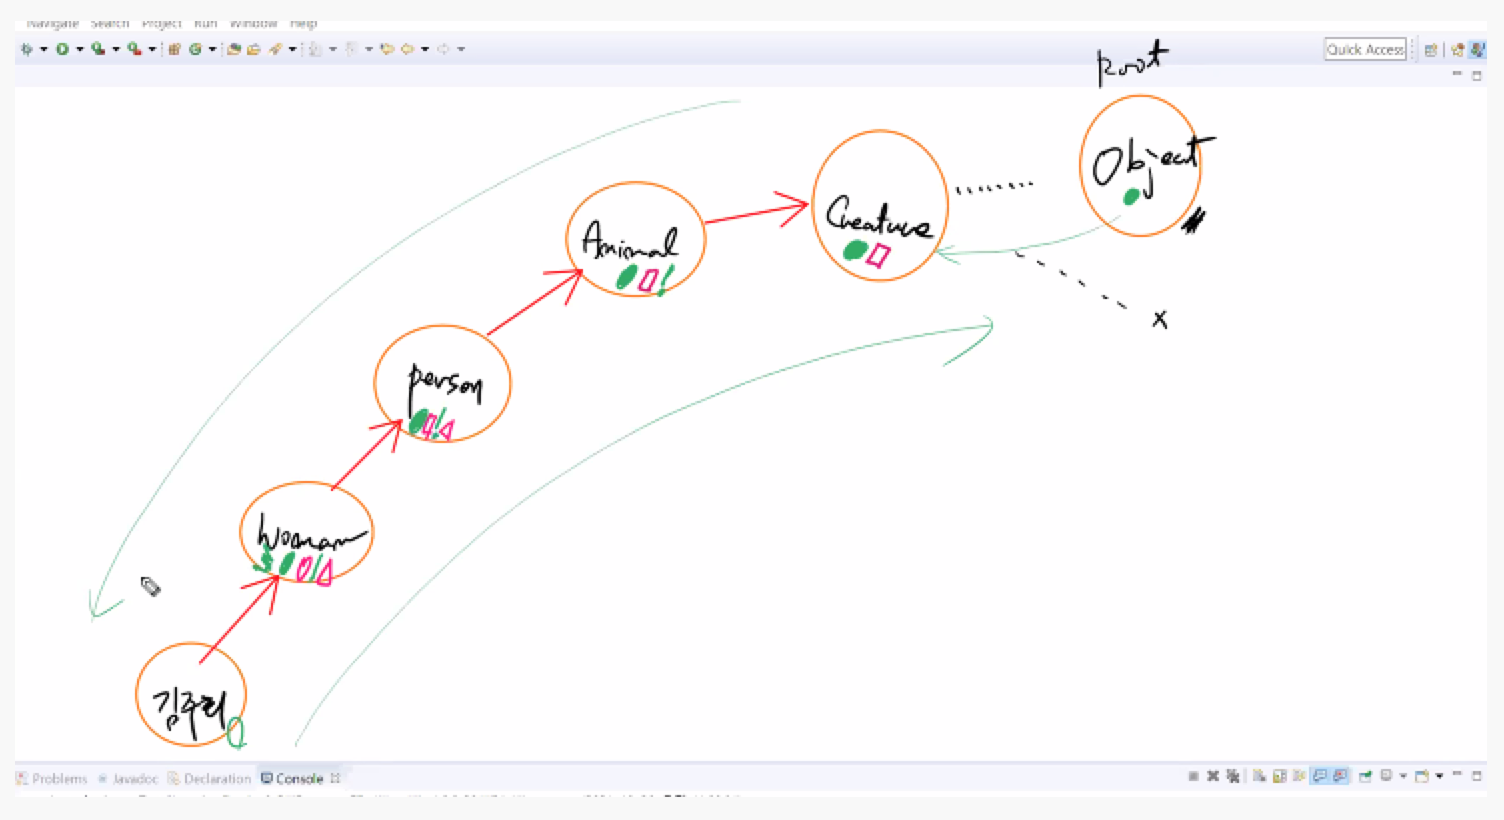 Navigate Search Project Run Window Help
Quick Access
Root
Object
Creature
Animal
person
Woman
김주리
x
Problems Javadoc Declaration Console